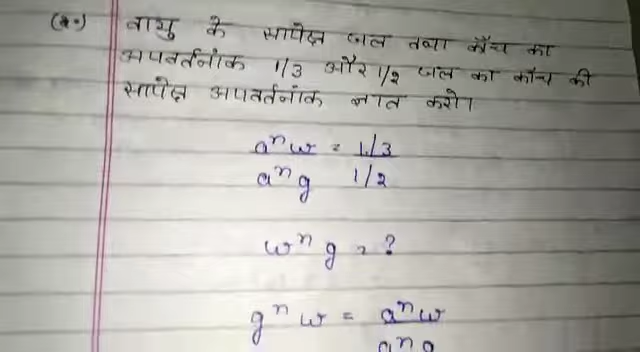 वायु के सापेक्ष जल तथा काँच का
अपवर्तनांक 1/3 और 1/2 जल का काँच की
सापेक्ष अपवर्तनांक ज्ञात करो।
aⁿw = 1/3
aⁿg 1/2
wⁿg = ?
gⁿw = aⁿw
aⁿg